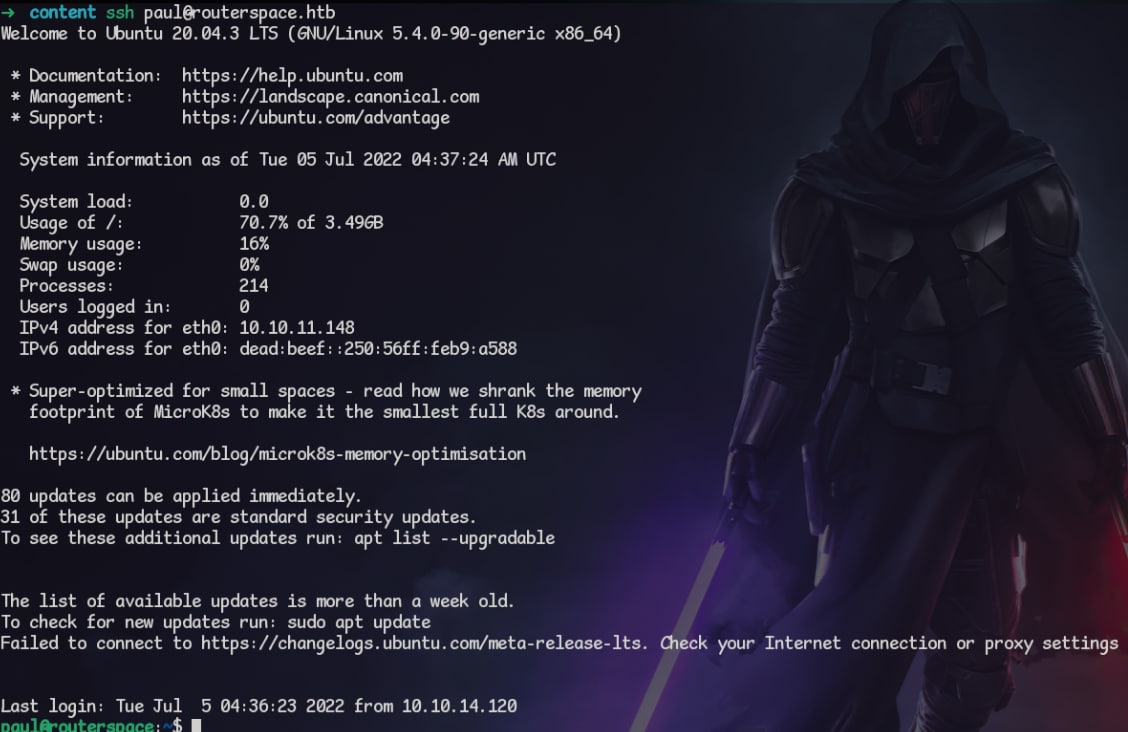 → content ssh paul@routerspace.htb
Welcome to Ubuntu 20.04.3 LTS (GNU/Linux 5.4.0-90-generic x86_64)
* Documentation: https://help.ubuntu.com
* Management: https://landscape.canonical.com
* Support: https://ubuntu.com/advantage
System information as of Tue 05 Jul 2022 04:37:24 AM UTC
System load: 0.0
Usage of /: 70.7% of 3.49GB
Memory usage: 16%
Swap usage: 0%
Processes: 214
Users logged in: 0
IPv4 address for eth0: 10.10.11.148
IPv6 address for eth0: dead:beef::250:56ff:feb9:a588
* Super-optimized for small spaces - read how we shrank the memory
footprint of MicroK8s to make it the smallest full K8s around.
https://ubuntu.com/blog/microk8s-memory-optimisation
80 updates can be applied immediately.
31 of these updates are standard security updates.
To see these additional updates run: apt list --upgradable
The list of available updates is more than a week old.
To check for new updates run: sudo apt update
Failed to connect to https://changelogs.ubuntu.com/meta-release-lts. Check your Internet connection or proxy settings
Last login: Tue Jul  5 04:36:23 2022 from 10.10.14.120
paul@routerspace:~$